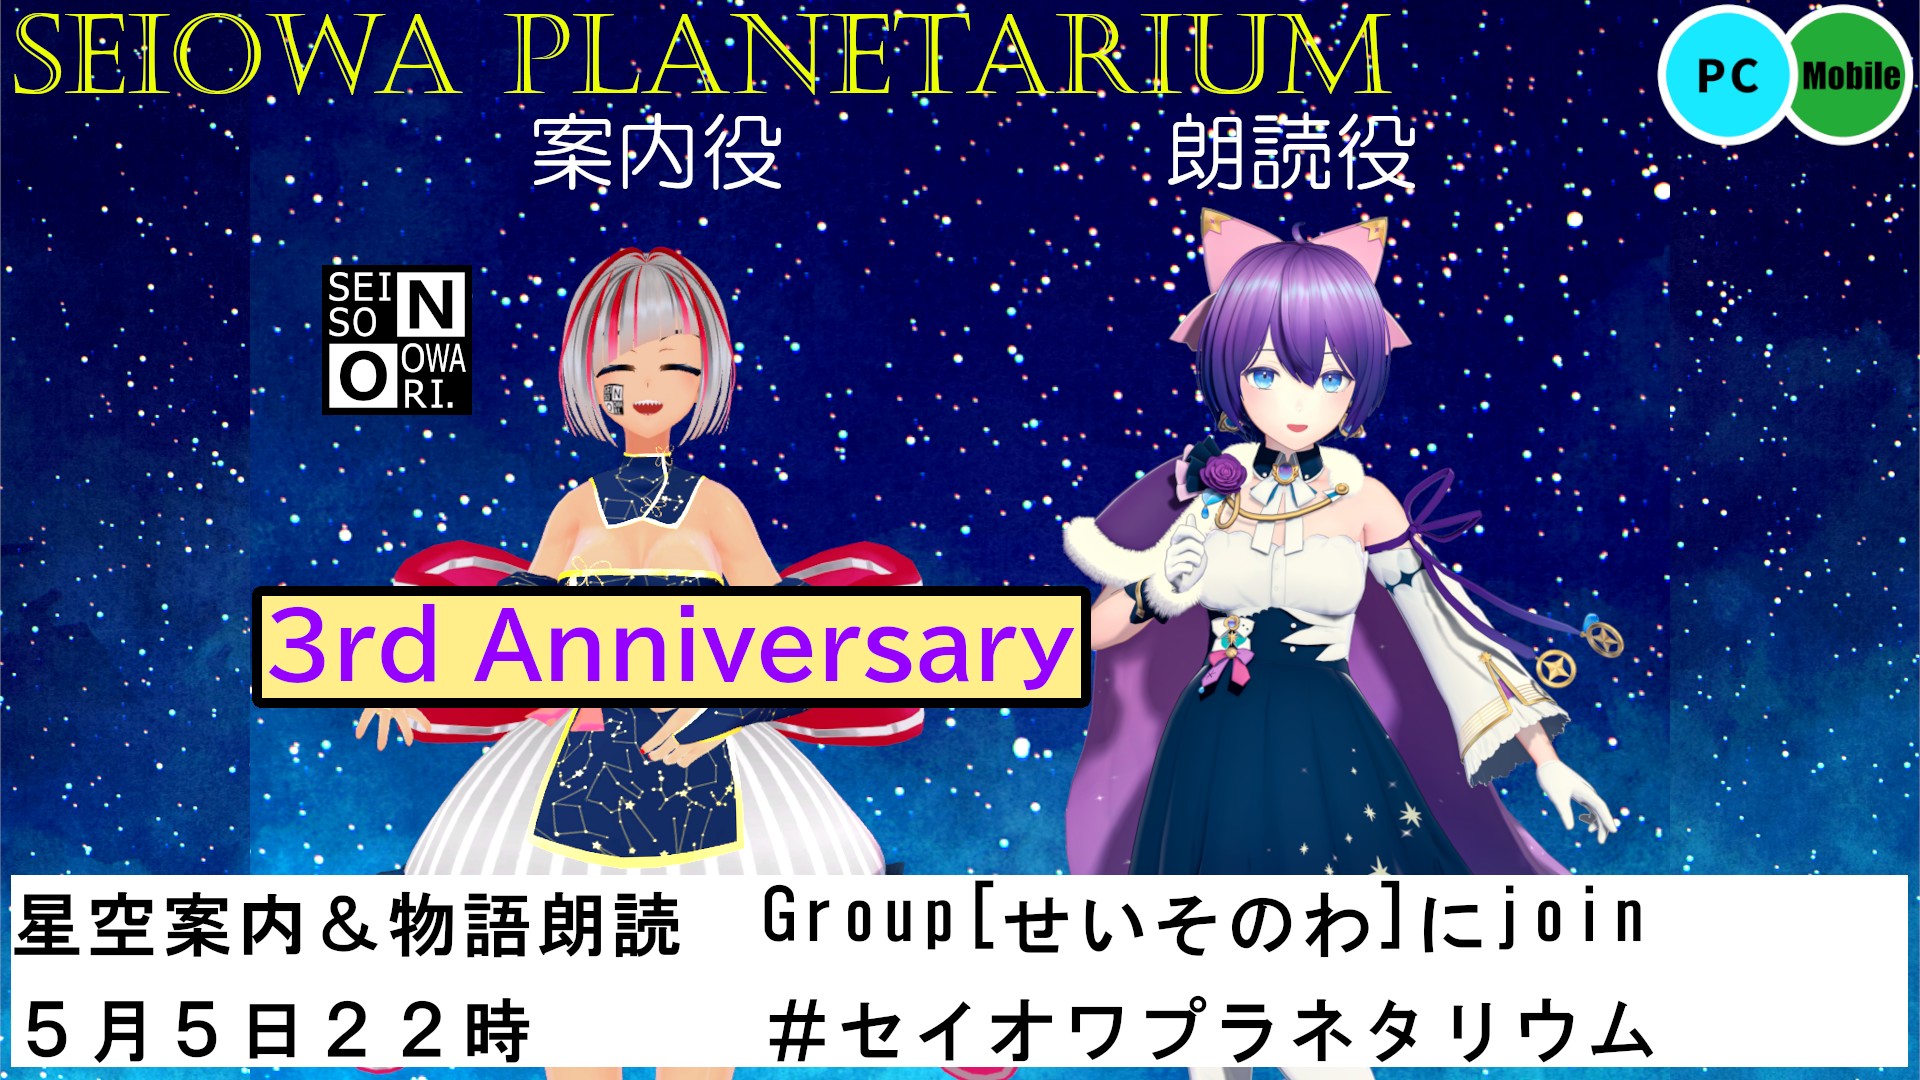 SEIOWA PLANETARIUM
PC
Mobile
案内役
朗読役
SEI
SO
N
O
OWA
RI.
3rd Anniversary
星空案内＆物語朗読
Group[せいそのわ]にjoin
５月５日２２時
＃セイオワプラネタリウム